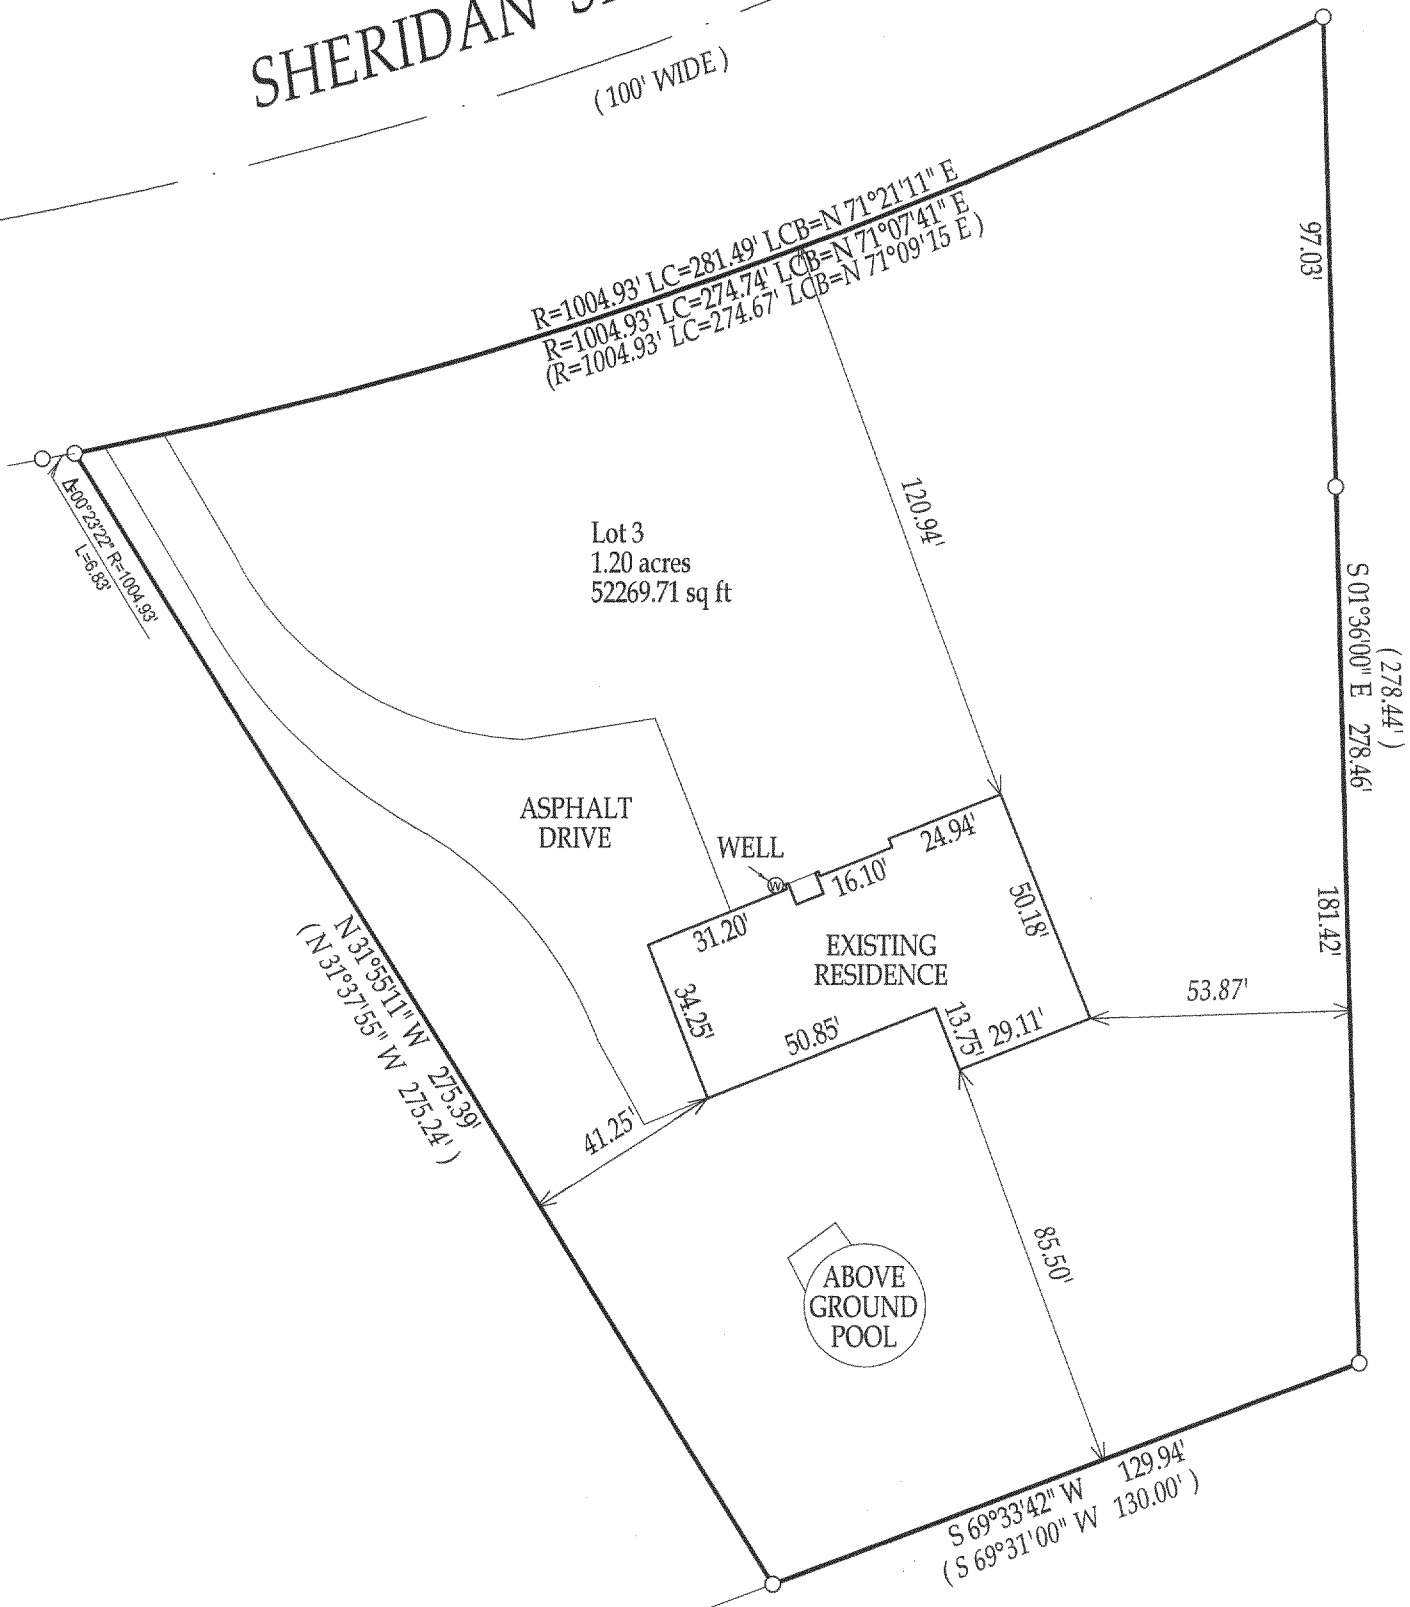 SHERIDAN
( 100' WIDE )
R=1004.93' LC=281.49' LCB=N 71°21'11" E
R=1004.93' LC=274.74' LCB=N 71°07'41" E
(R=1004.93' LC=274.67' LCB=N 71°09'15 E )
97.03'
Δ=00°23'22" R=1004.93'
L=6.83'
120.94'
Lot 3
1.20 acres
52269.71 sq ft
S 01°36'00" E 278.46'
( 278.44' )
ASPHALT
DRIVE
WELL
W
24.94'
16.10'
31.20'
50.18'
181.42'
EXISTING
RESIDENCE
53.87'
34.25'
50.85'
13.75'
29.11'
N 31°55'11" W 275.39'
( N 31°37'55" W 275.24' )
41.25'
85.50'
ABOVE
GROUND
POOL
S 69°33'42" W 129.94'
( S 69°31'00" W 130.00' )